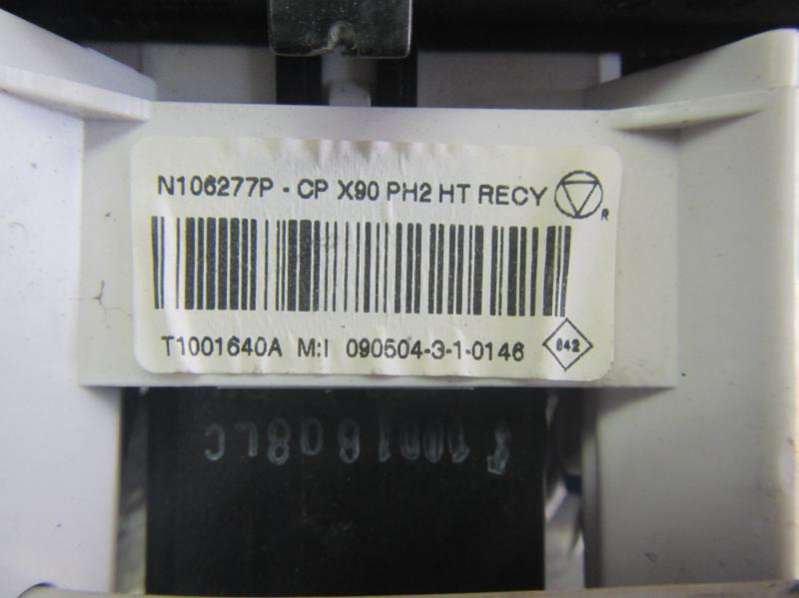 N106277P - CP X90 PH2 HT RECY
R
T1001640A M:I 090504-3-1-0146
842